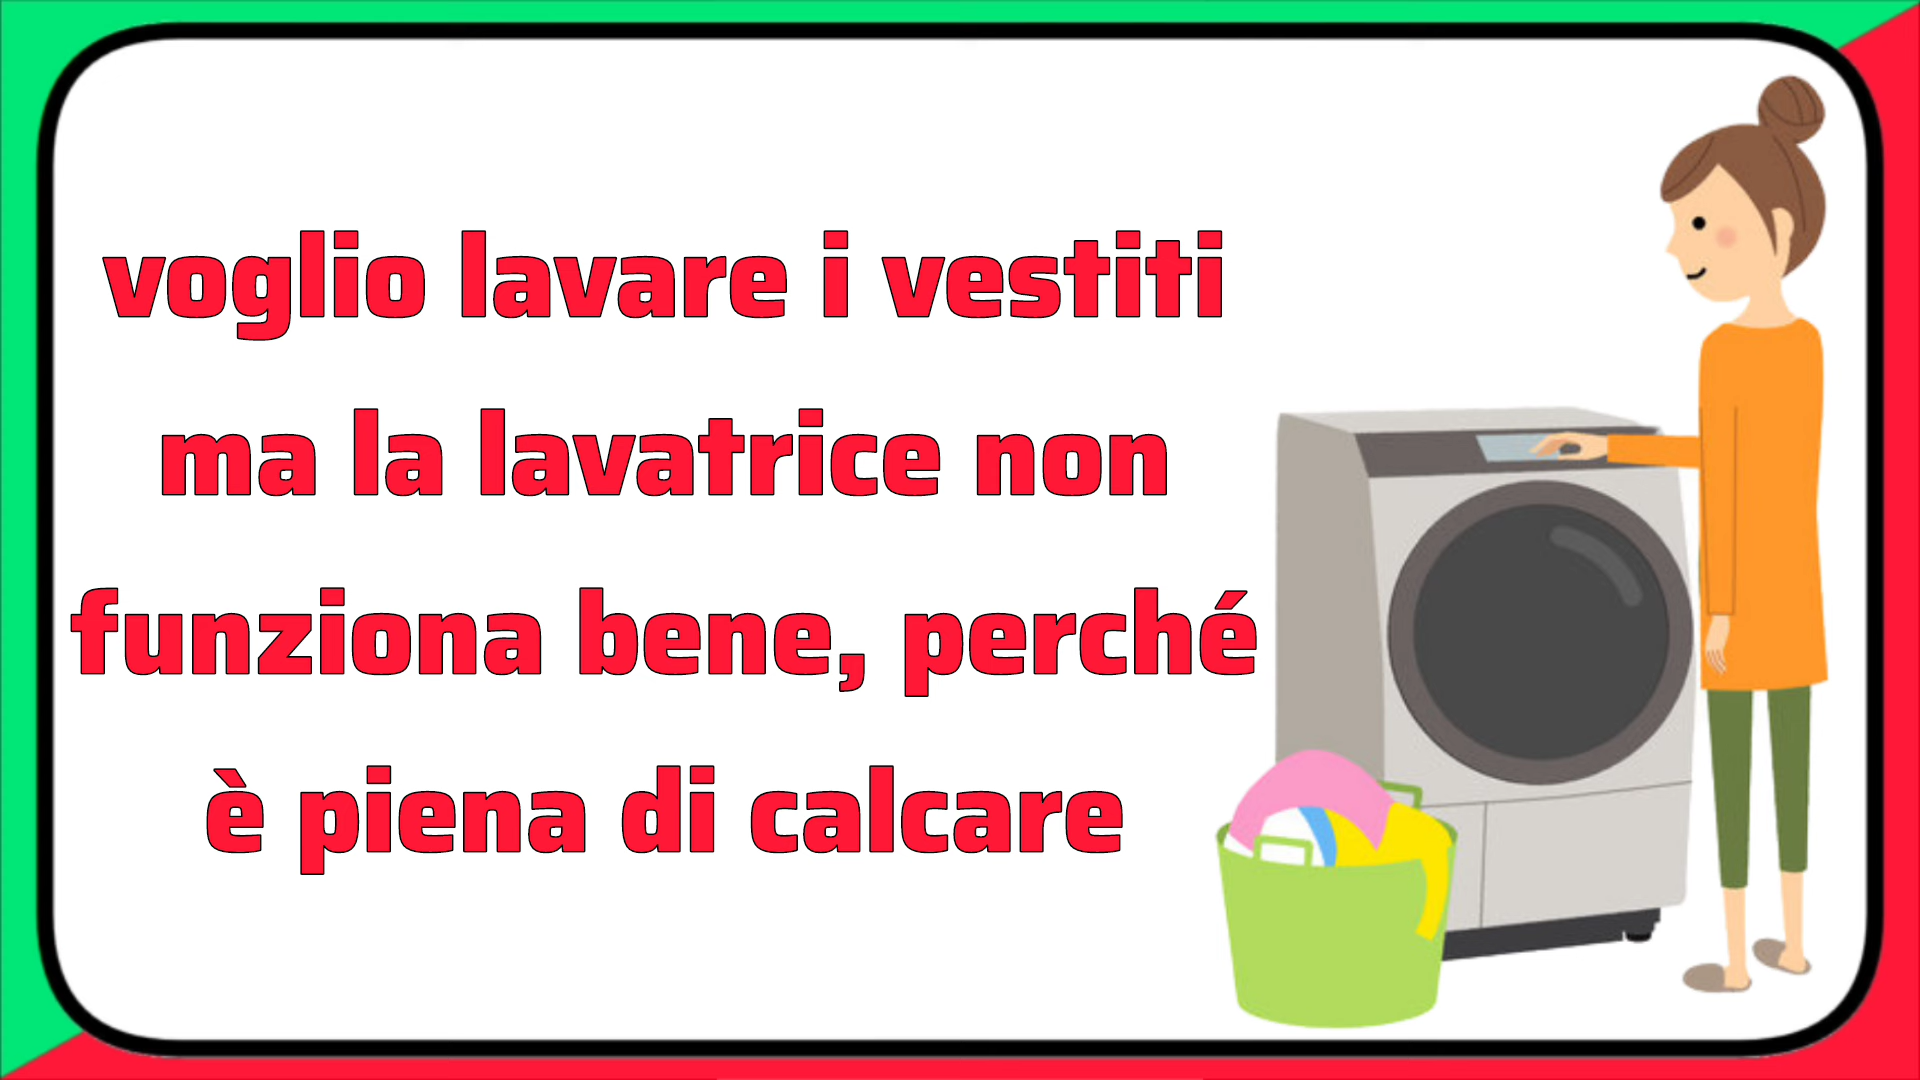 voglio lavare i vestiti
ma la lavatrice non
funziona bene, perché
è piena di calcare